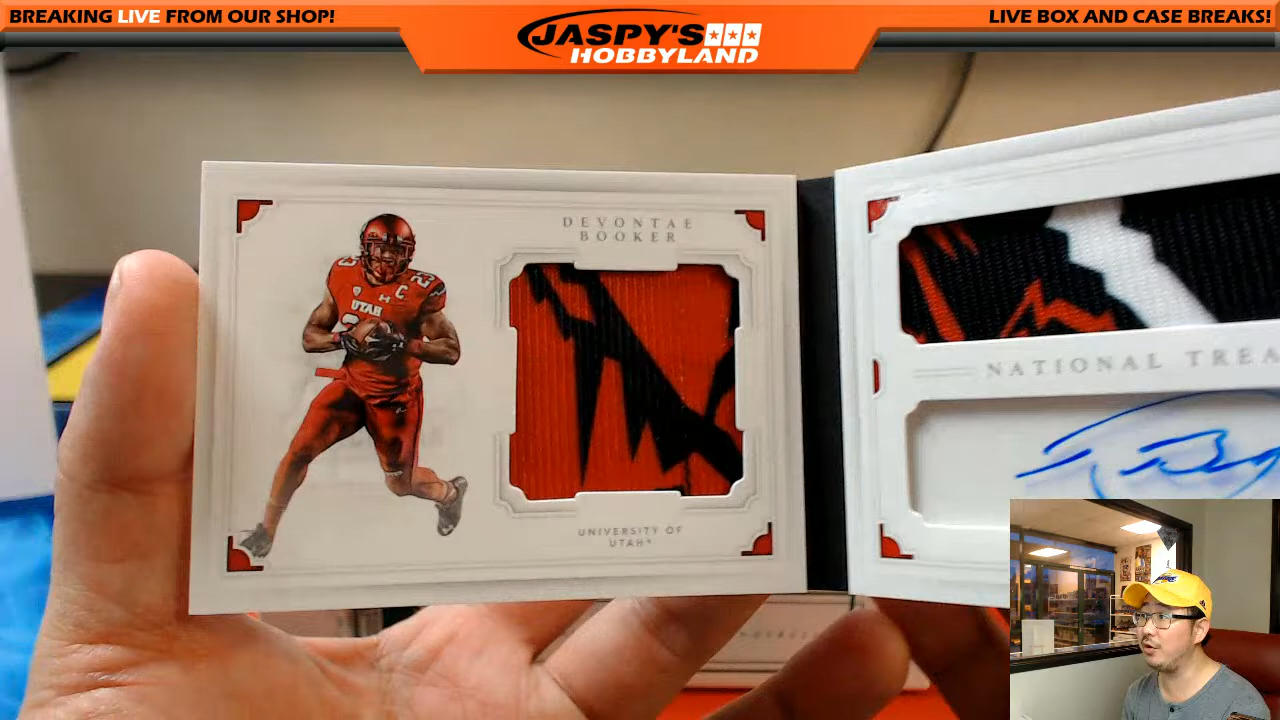 BREAKING LIVE FROM OUR SHOP!
JASPY'S
HOBBYLAND
LIVE BOX AND CASE BREAKS!
DEVONTAE
BOOKER
UTAH
23
C
UNIVERSITY OF
UTAH
NATIONAL TREA